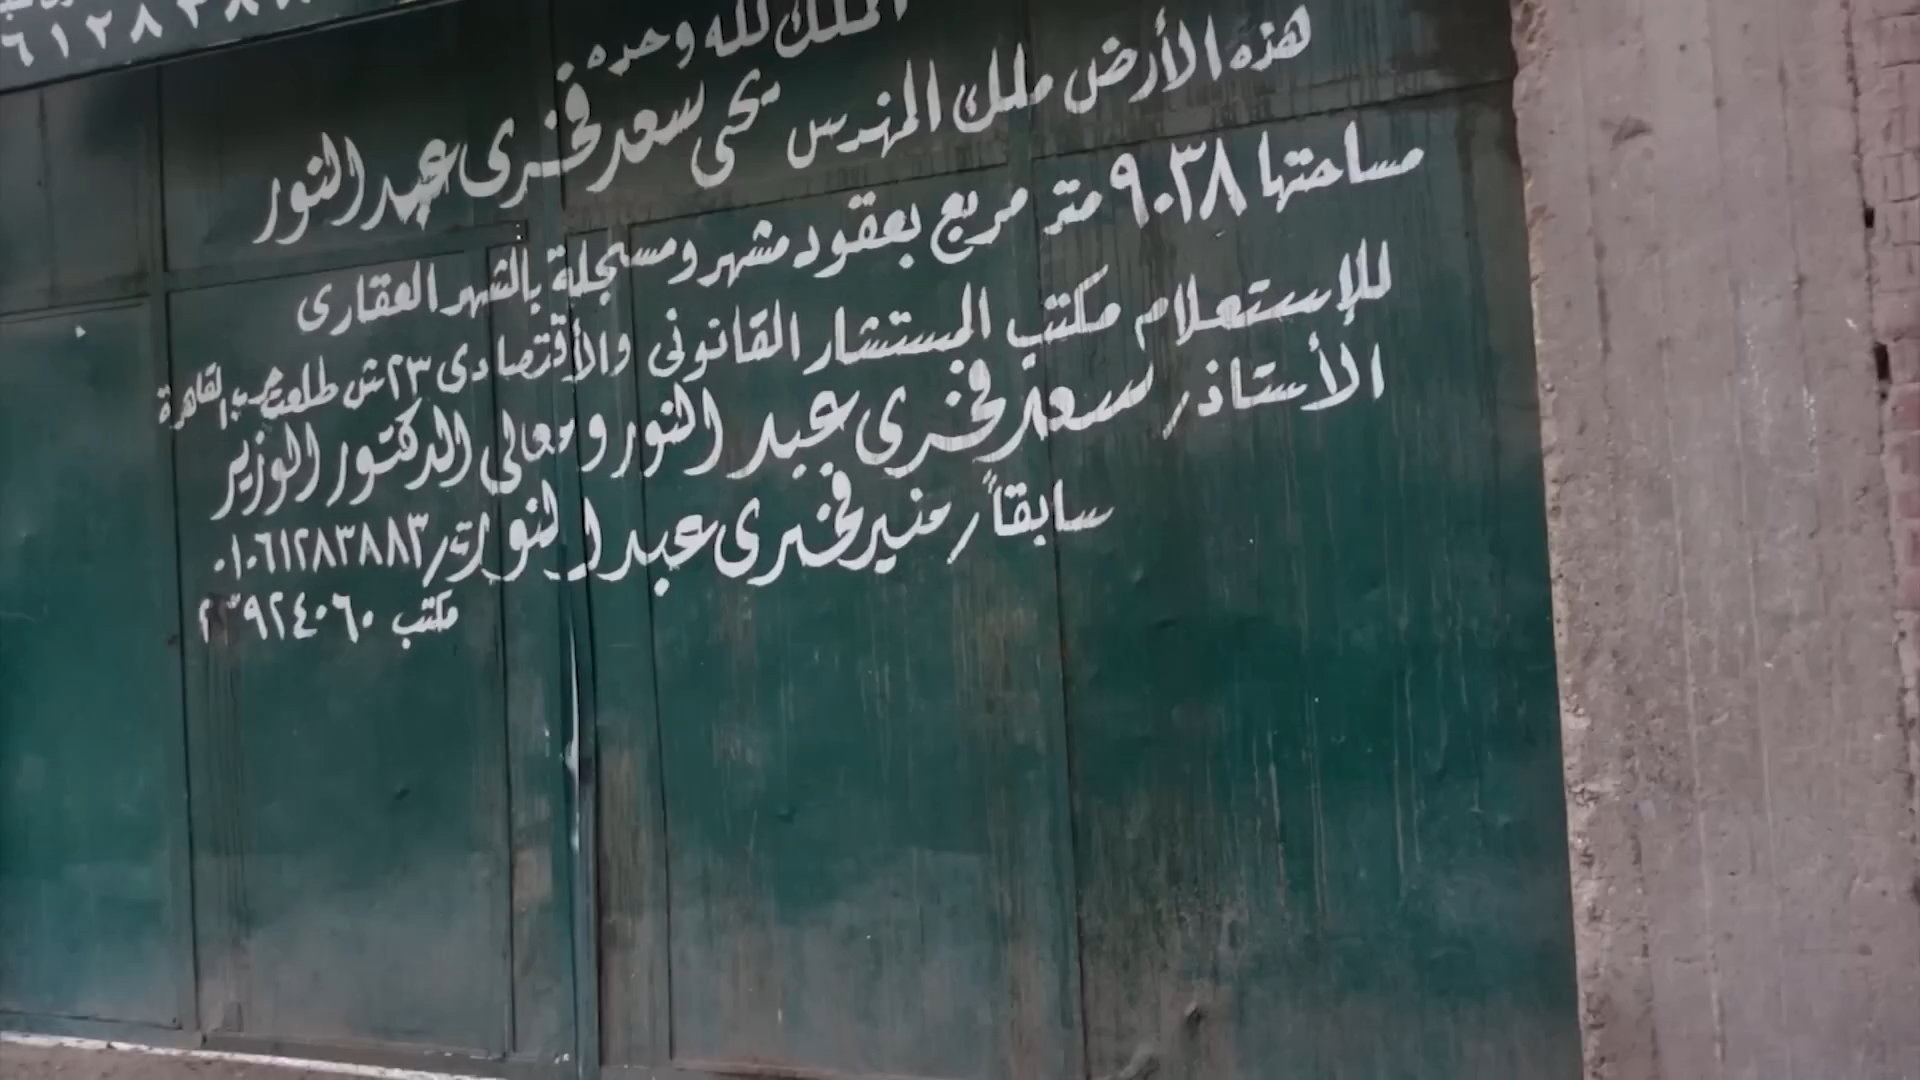 ٦١٢٨٣٨٨
الملك لله وحده
هذه الأرض ملك المهندس يحى سعد فخرى عبد النور
مساحتها ٩٠٣٨ متر مربع بعقود مشهر ومسجلة بالشهر العقارى
للإستعلام مكتب المستشار القانونى والأقتصادى ٢٣ ش طلعت حرب القاهرة
الأستاذ/ سعد فخرى عبد النور ومعالى الدكتور الوزير
سابقاً/ منير فخرى عبد النور ت/ ٠١٠٦١٢٨٣٨٨٣
مكتب ٢٣٩٢٤٠٦٠